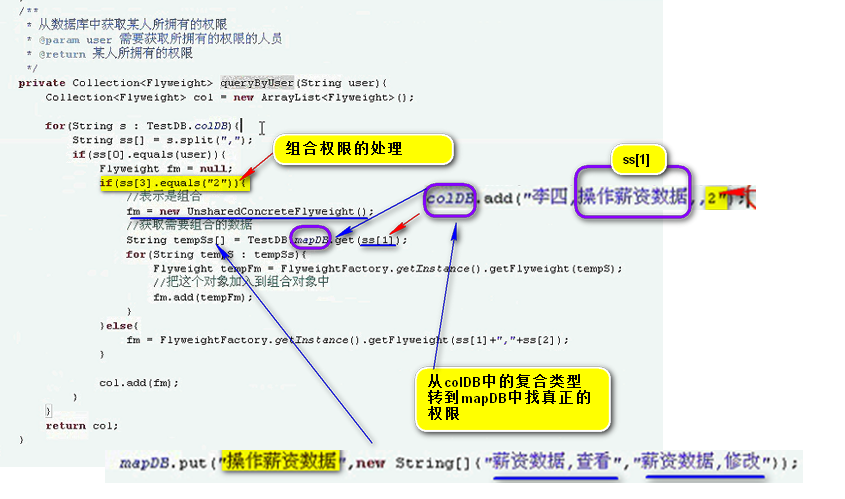 /**
 * 从数据库中获取某人所拥有的权限
 * @param user 需要获取所拥有的权限的人员
 * @return 某人所拥有的权限
 */
private Collection<Flyweight> queryByUser(String user){
    Collection<Flyweight> col = new ArrayList<Flyweight>();
    for(String s : TestDB.colDB){
        String ss[] = s.split(",");
        if(ss[0].equals(user)){
            Flyweight fm = null;
            if(ss[3].equals("2")){
                //表示是组合
                fm = new UnsharedConcreteFlyweight();
                //获取需要组合的数据
                String tempSs[] = TestDB.mapDB.get(ss[1]);
                for(String tempS : tempSs){
                    Flyweight tempFm = FlyweightFactory.getInstance().getFlyweight(tempS);
                    //把这个对象加入到组合对象中
                    fm.add(tempFm);
                }
            }else{
                fm = FlyweightFactory.getInstance().getFlyweight(ss[1]+","+ss[2]);
            }
            col.add(fm);
        }
    }
    return col;
}
组合权限的处理
ss[1]
colDB.add("李四,操作薪资数据,,2");
从colDB中的复合类型
转到mapDB中找真正的
权限
mapDB.put("操作薪资数据",new String[]{"薪资数据,查看","薪资数据,修改"});